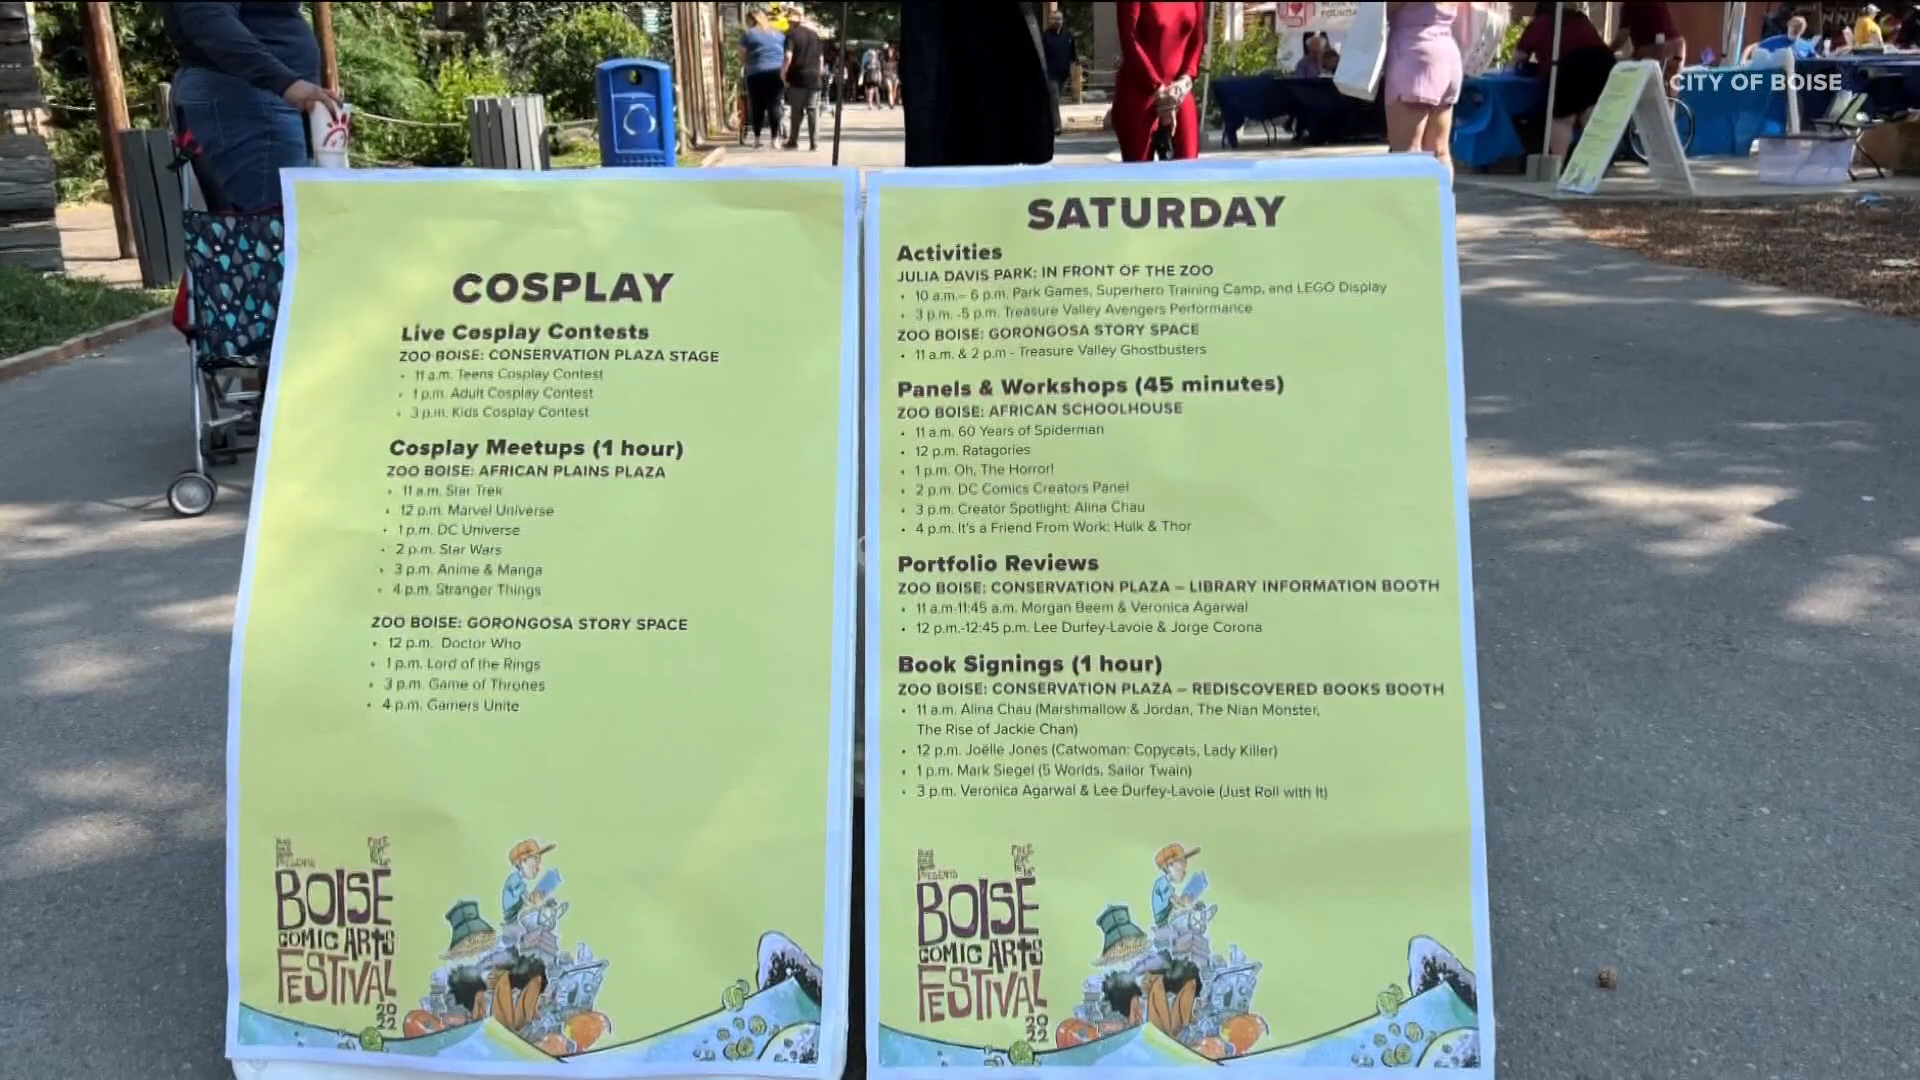 CITY OF BOISE
COSPLAY
Live Cosplay Contests
ZOO BOISE: CONSERVATION PLAZA STAGE
• 11 a.m. Teens Cosplay Contest
• 1 p.m. Adult Cosplay Contest
• 3 p.m. Kids Cosplay Contest
Cosplay Meetups (1 hour)
ZOO BOISE: AFRICAN PLAINS PLAZA
• 11 a.m. Star Trek
• 12 p.m. Marvel Universe
• 1 p.m. DC Universe
• 2 p.m. Star Wars
• 3 p.m. Anime & Manga
• 4 p.m. Stranger Things
ZOO BOISE: GORONGOSA STORY SPACE
• 12 p.m. Doctor Who
• 1 p.m. Lord of the Rings
• 3 p.m. Game of Thrones
• 4 p.m. Gamers Unite
PRESENTS
BOISE
COMIC ARTS
FESTIVAL
2022
SATURDAY
Activities
JULIA DAVIS PARK: IN FRONT OF THE ZOO
• 10 a.m.– 6 p.m. Park Games, Superhero Training Camp, and LEGO Display
• 3 p.m. -5 p.m. Treasure Valley Avengers Performance
ZOO BOISE: GORONGOSA STORY SPACE
• 11 a.m. & 2 p.m - Treasure Valley Ghostbusters
Panels & Workshops (45 minutes)
ZOO BOISE: AFRICAN SCHOOLHOUSE
• 11 a.m. 60 Years of Spiderman
• 12 p.m. Ratagories
• 1 p.m. Oh, The Horror!
• 2 p.m. DC Comics Creators Panel
• 3 p.m. Creator Spotlight: Alina Chau
• 4 p.m. It's a Friend From Work: Hulk & Thor
Portfolio Reviews
ZOO BOISE: CONSERVATION PLAZA – LIBRARY INFORMATION BOOTH
• 11 a.m-11:45 a.m. Morgan Beem & Veronica Agarwal
• 12 p.m.-12:45 p.m. Lee Durfey-Lavoie & Jorge Corona
Book Signings (1 hour)
ZOO BOISE: CONSERVATION PLAZA – REDISCOVERED BOOKS BOOTH
• 11 a.m. Alina Chau (Marshmallow & Jordan, The Nian Monster,
The Rise of Jackie Chan)
• 12 p.m. Joëlle Jones (Catwoman: Copycats, Lady Killer)
• 1 p.m. Mark Siegel (5 Worlds, Sailor Twain)
• 3 p.m. Veronica Agarwal & Lee Durfey-Lavoie (Just Roll with It)
PRESENTS
BOISE
COMIC ARTS
FESTIVAL
2022